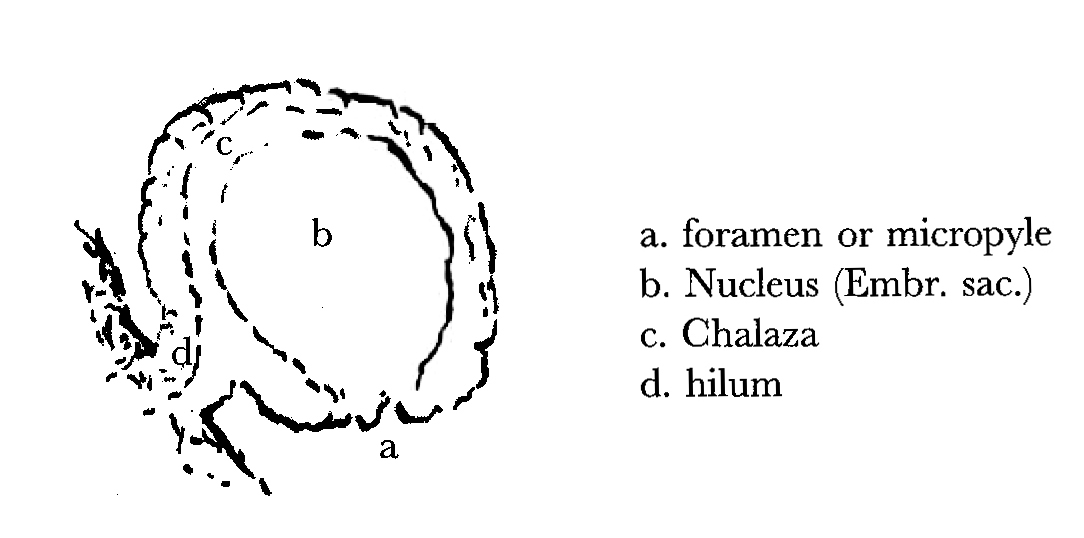 c
b
d
a
a. foramen or micropyle
b. Nucleus (Embr. sac.)
c. Chalaza
d. hilum